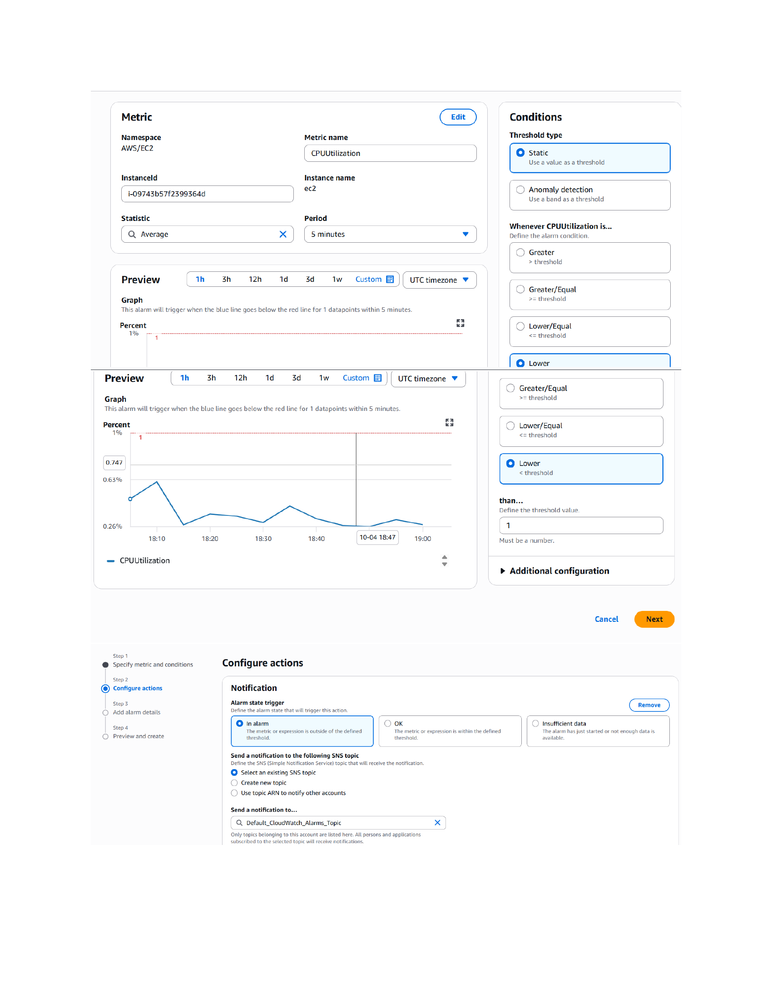 Metric
Edit
Namespace
AWS/EC2
Metric name
CPUUtilization
InstanceId
i-09743b57f2399364d
Instance name
ec2
Statistic
Average
Period
5 minutes
Conditions
Threshold type
Static
Use a value as a threshold
Anomaly detection
Use a band as a threshold
Whenever CPUUtilization is...
Define the alarm condition.
Greater
> threshold
Greater/Equal
>= threshold
Lower/Equal
<= threshold
Lower
Preview
1h 3h 12h 1d 3d 1w Custom
UTC timezone
Graph
This alarm will trigger when the blue line goes below the red line for 1 datapoints within 5 minutes.
Percent
1%
1
Preview
1h 3h 12h 1d 3d 1w Custom
UTC timezone
Graph
This alarm will trigger when the blue line goes below the red line for 1 datapoints within 5 minutes.
Percent
1%
1
0.747
0.63%
0.26%
18:10 18:20 18:30 18:40 10-04 18:47 19:00
CPUUtilization
Greater/Equal
>= threshold
Lower/Equal
<= threshold
Lower
< threshold
than...
Define the threshold value.
1
Must be a number.
Additional configuration
Cancel
Next
Step 1
Specify metric and conditions
Step 2
Configure actions
Step 3
Add alarm details
Step 4
Preview and create
Configure actions
Notification
Alarm state trigger
Define the alarm state that will trigger this action.
Remove
In alarm
The metric or expression is outside of the defined
threshold.
OK
The metric or expression is within the defined
threshold.
Insufficient data
The alarm has just started or not enough data is
available.
Send a notification to the following SNS topic
Define the SNS (Simple Notification Service) topic that will receive the notification.
Select an existing SNS topic
Create new topic
Use topic ARN to notify other accounts
Send a notification to...
Default_CloudWatch_Alarms_Topic
Only topics belonging to this account are listed here. All persons and applications
subscribed to the selected topic will receive notifications.